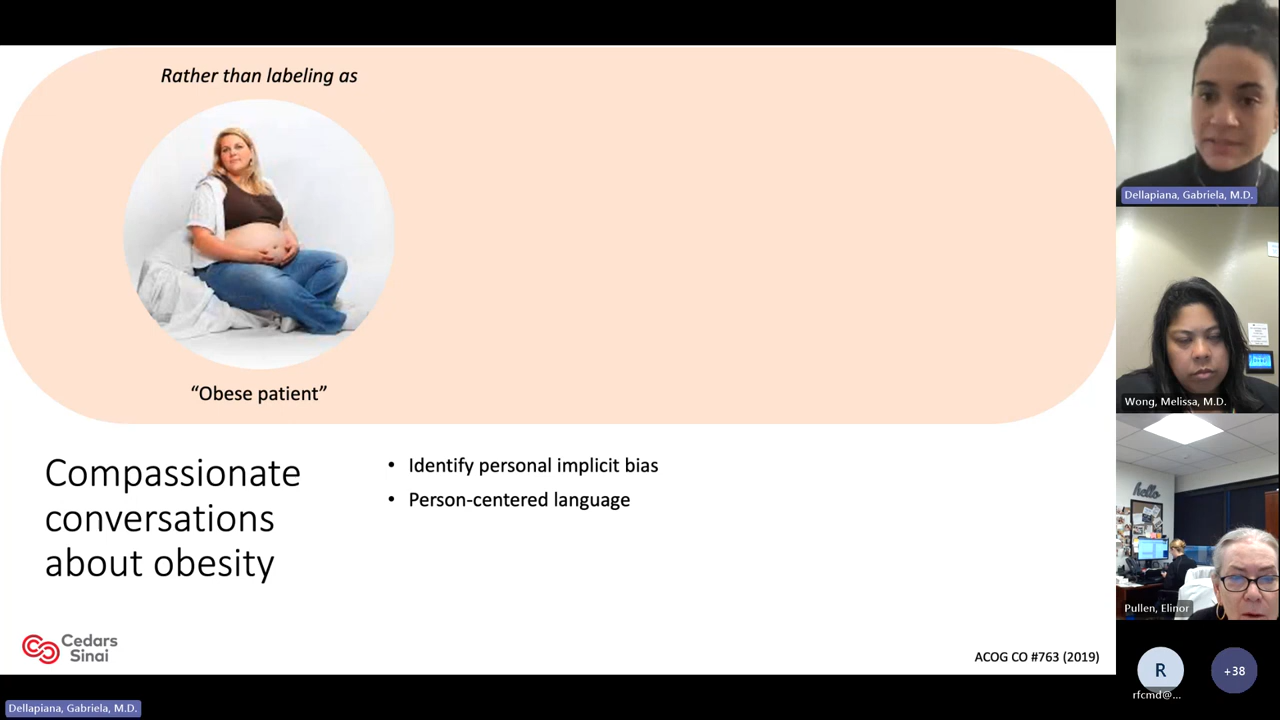 Rather than labeling as
“Obese patient”
Compassionate
conversations
about obesity
• Identify personal implicit bias
• Person-centered language
Cedars
Sinai
ACOG CO #763 (2019)
Dellapiana, Gabriela, M.D.
Dellapiana, Gabriela, M.D.
Wong, Melissa, M.D.
hello
Pullen, Elinor
R
rfcmd@...
+38